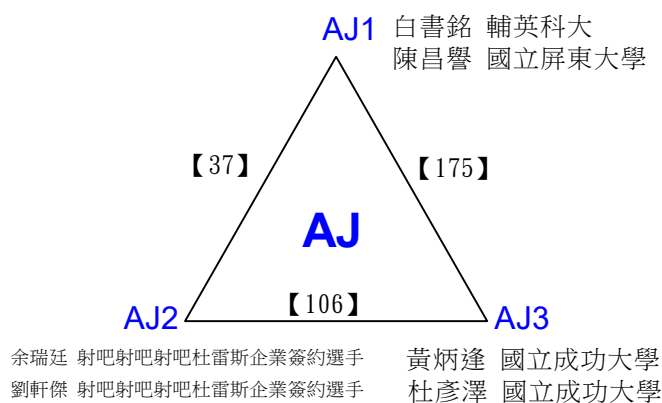 AJ1
白書銘 輔英科大
陳昌譽 國立屏東大學
【37】
【175】
AJ
【106】
AJ2
AJ3
余瑞廷 射吧射吧射吧杜雷斯企業簽約選手
劉軒傑 射吧射吧射吧杜雷斯企業簽約選手
黃炳逢 國立成功大學
杜彥澤 國立成功大學